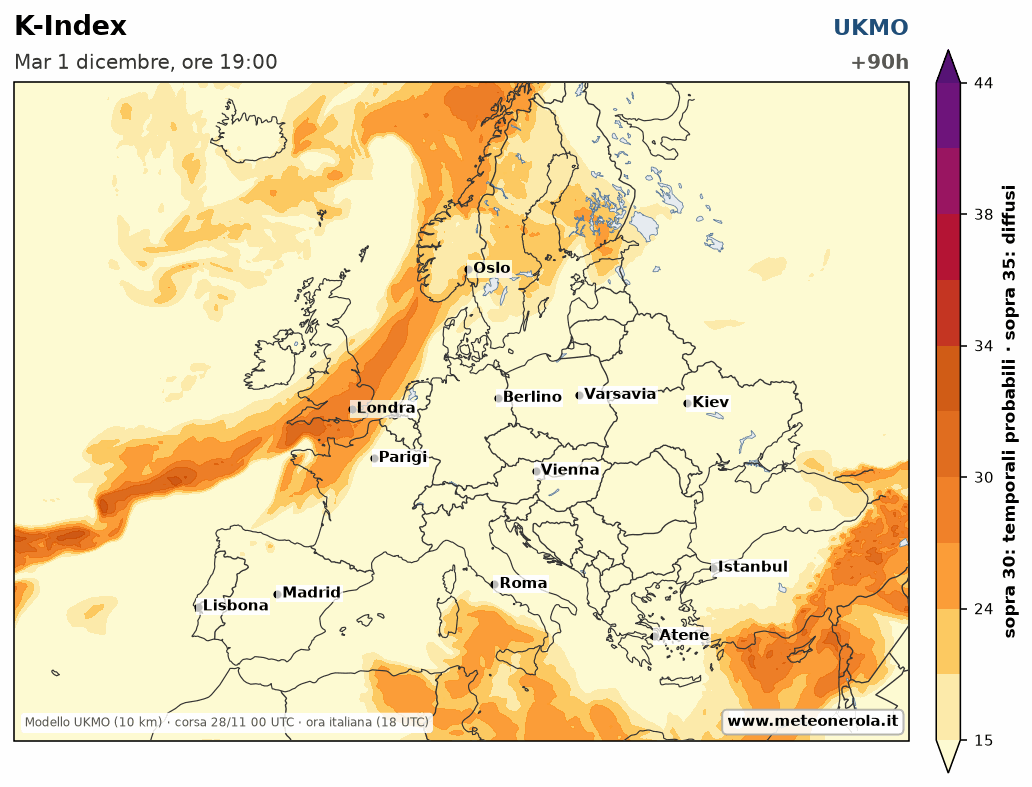 K-Index
UKMO
Mar 1 dicembre, ore 19:00
+90h
44
38
34
30
24
15
sopra 30: temporali probabili · sopra 35: diffusi
Oslo
Londra
Berlino
Varsavia
Kiev
Parigi
Vienna
Istanbul
Roma
Madrid
Lisbona
Atene
Modello UKMO (10 km) · corsa 28/11 00 UTC · ora italiana (18 UTC)
www.meteonerola.it